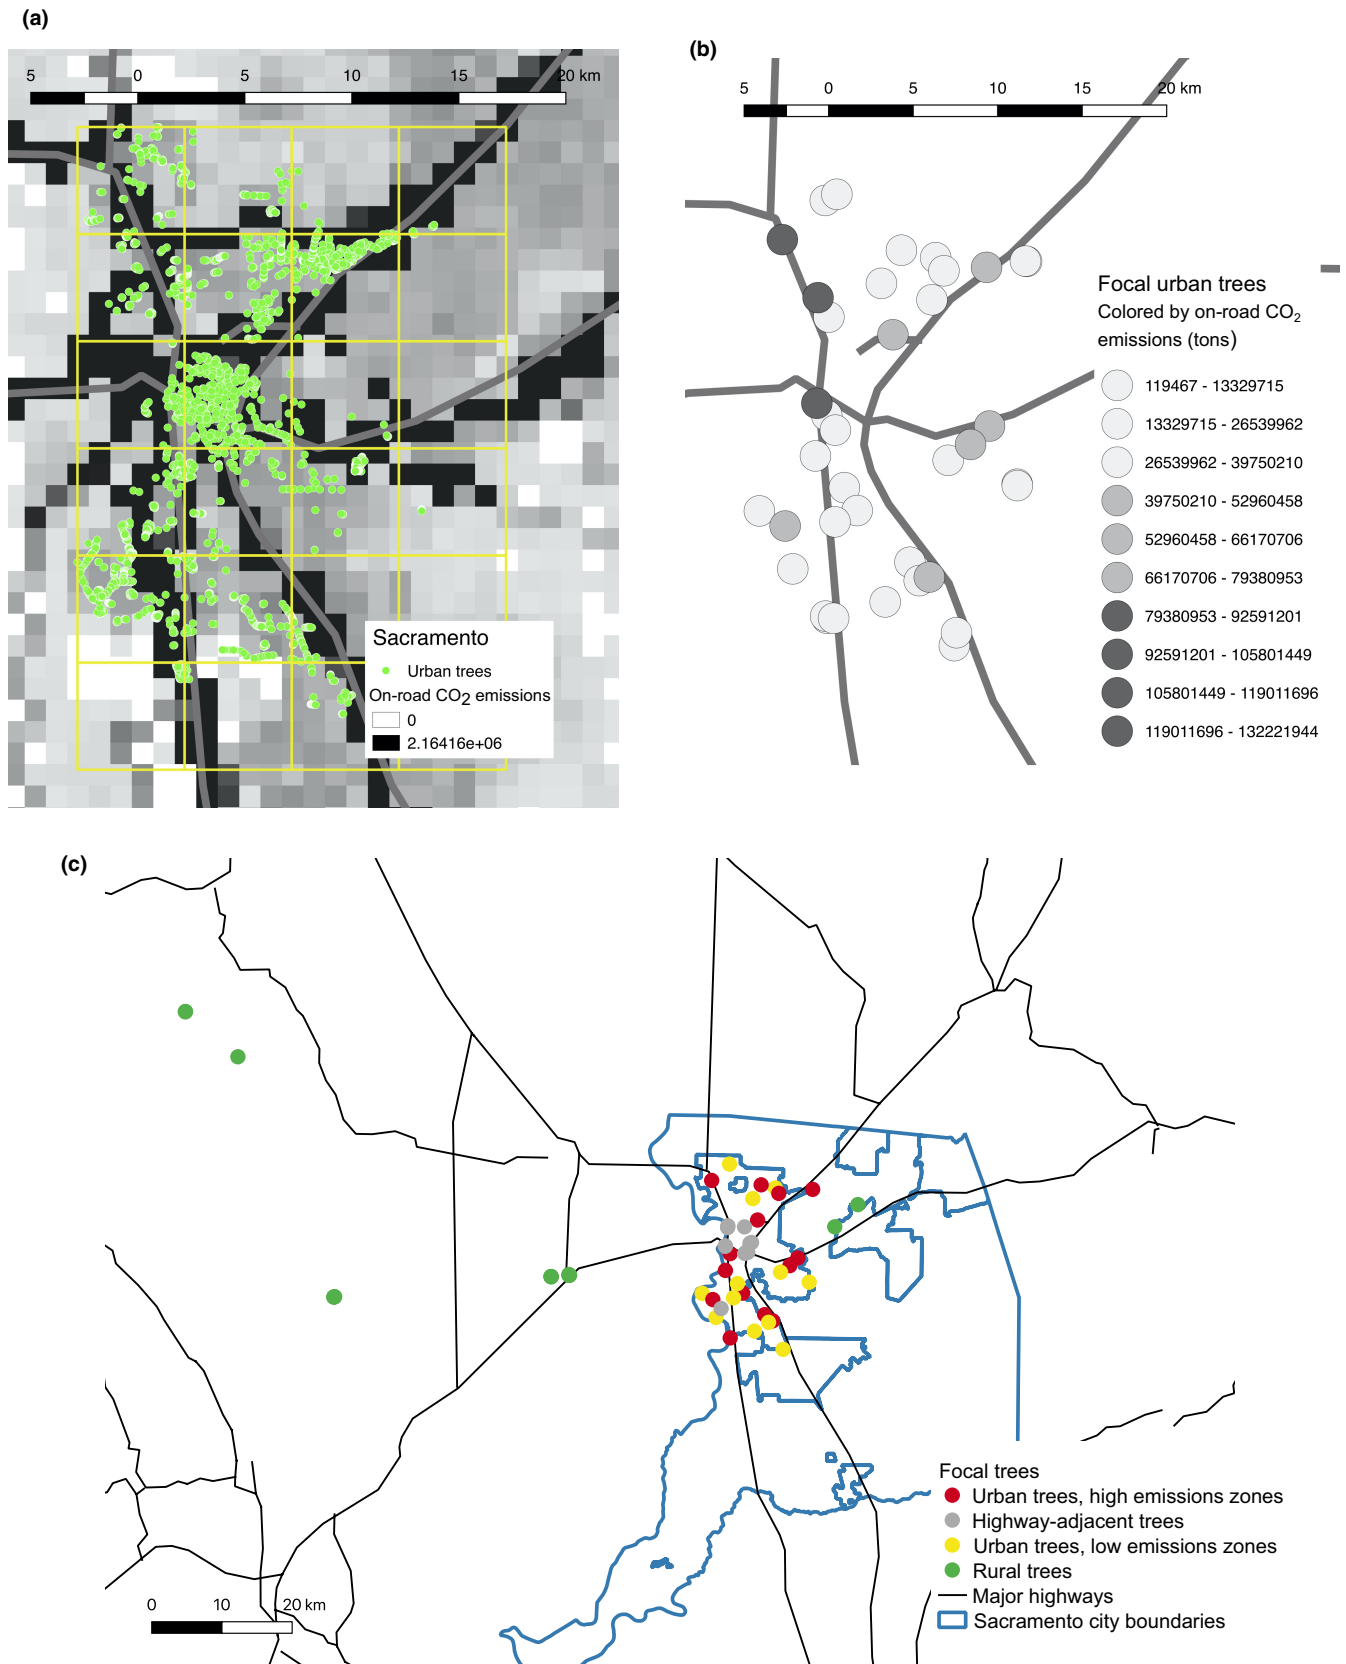 (a)
5 0 5 10 15 20 km
Sacramento
Urban trees
On-road CO2 emissions
0
2.16416e+06
(b)
5 0 5 10 15 20 km
Focal urban trees
Colored by on-road CO2
emissions (tons)
119467 - 13329715
13329715 - 26539962
26539962 - 39750210
39750210 - 52960458
52960458 - 66170706
66170706 - 79380953
79380953 - 92591201
92591201 - 105801449
105801449 - 119011696
119011696 - 132221944
(c)
Focal trees
Urban trees, high emissions zones
Highway-adjacent trees
Urban trees, low emissions zones
Rural trees
Major highways
Sacramento city boundaries
0 10 20 km